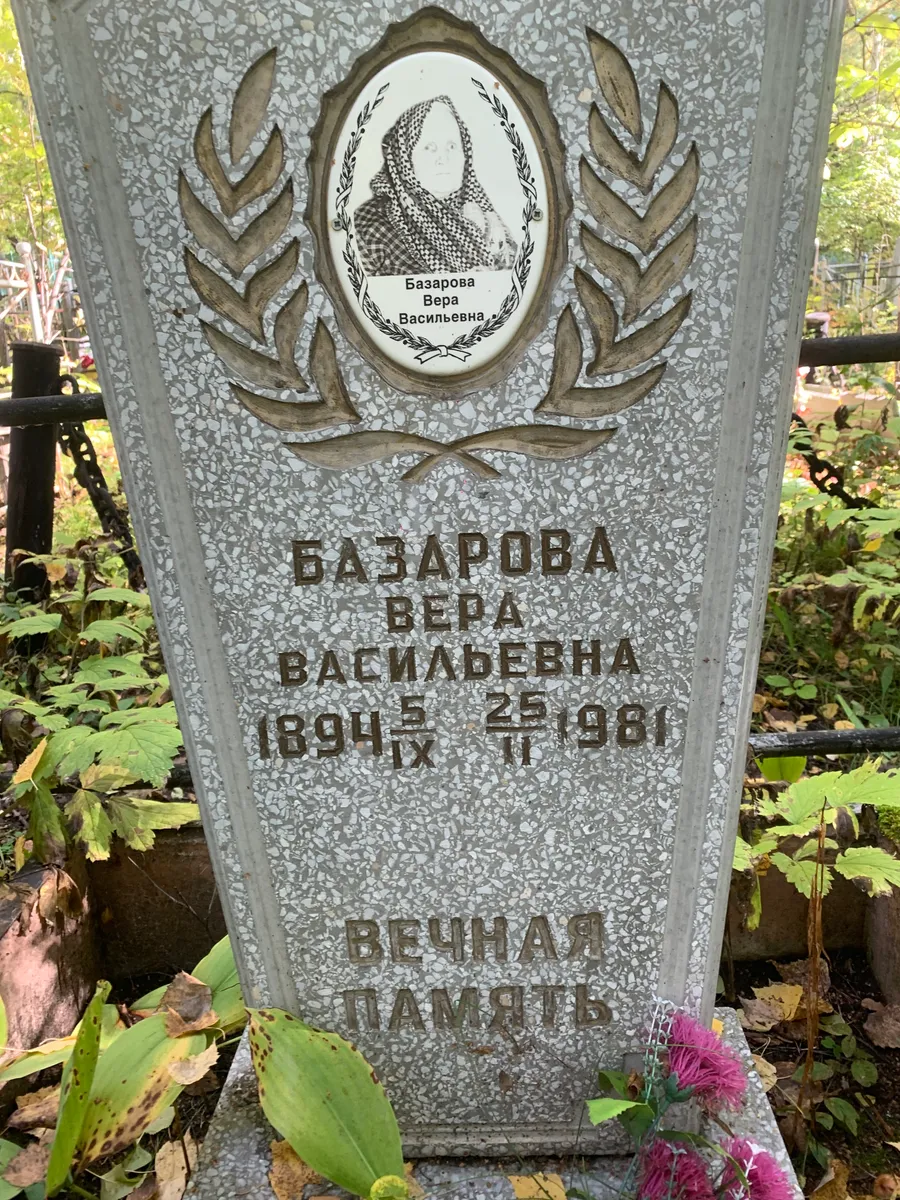 Базарова
Вера
Васильевна
БАЗАРОВА
ВЕРА
ВАСИЛЬЕВНА
1894 5/IX 25/II 1981
ВЕЧНАЯ
ПАМЯТЬ